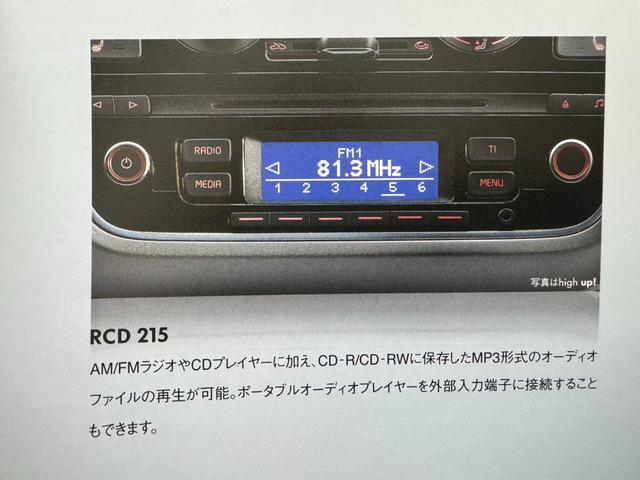 RADIO
MEDIA
FM1
81.3 MHz
1 2 3 4 5 6
TI
MENU
写真はhigh up!
RCD 215
AM/FMラジオやCDプレイヤーに加え、CD-R/CD-RWに保存したMP3形式のオーディオ
ファイルの再生が可能。ポータブルオーディオプレイヤーを外部入力端子に接続すること
もできます。